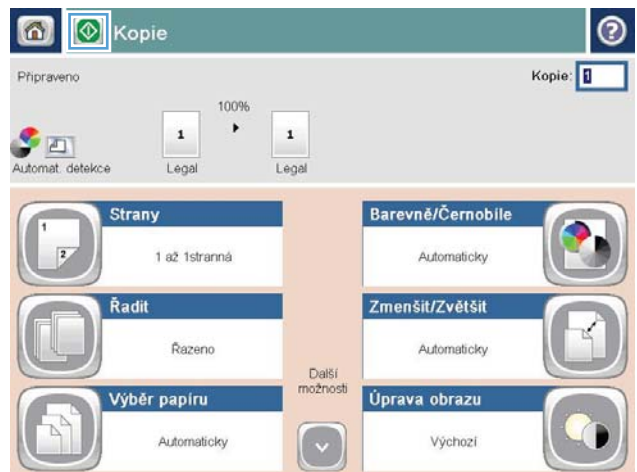 Kopie
?
Připraveno
Kopie: 1
100%
1
1
Automat. detekce
Legal
Legal
Strany
1
2
1 až 1stranná
Barevně/Černobíle
Automaticky
Řadit
Řazeno
Zmenšit/Zvětšit
Automaticky
Další
možnosti
Výběr papíru
Automaticky
Úprava obrazu
Výchozí